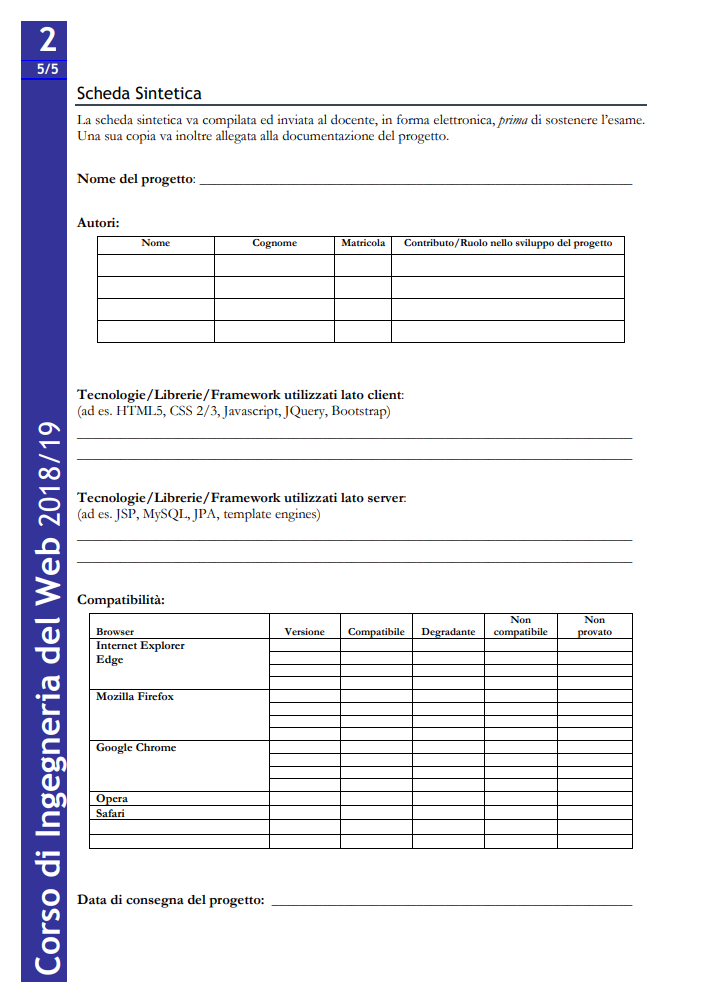 2
5/5
Corso di Ingegneria del Web 2018/19
Scheda Sintetica
La scheda sintetica va compilata ed inviata al docente, in forma elettronica, prima di sostenere l'esame.
Una sua copia va inoltre allegata alla documentazione del progetto.
Nome del progetto: ______________________________
Autori:
Nome Cognome Matricola Contributo/Ruolo nello sviluppo del progetto
Tecnologie/Librerie/Framework utilizzati lato client:
(ad es. HTML5, CSS 2/3, Javascript, JQuery, Bootstrap)
Tecnologie/Librerie/Framework utilizzati lato server:
(ad es. JSP, MySQL, JPA, template engines)
Compatibilità:
Browser Versione Compatibile Degradante Non compatibile Non provato
Internet Explorer
Edge
Mozilla Firefox
Google Chrome
Opera
Safari
Data di consegna del progetto: ______________________________